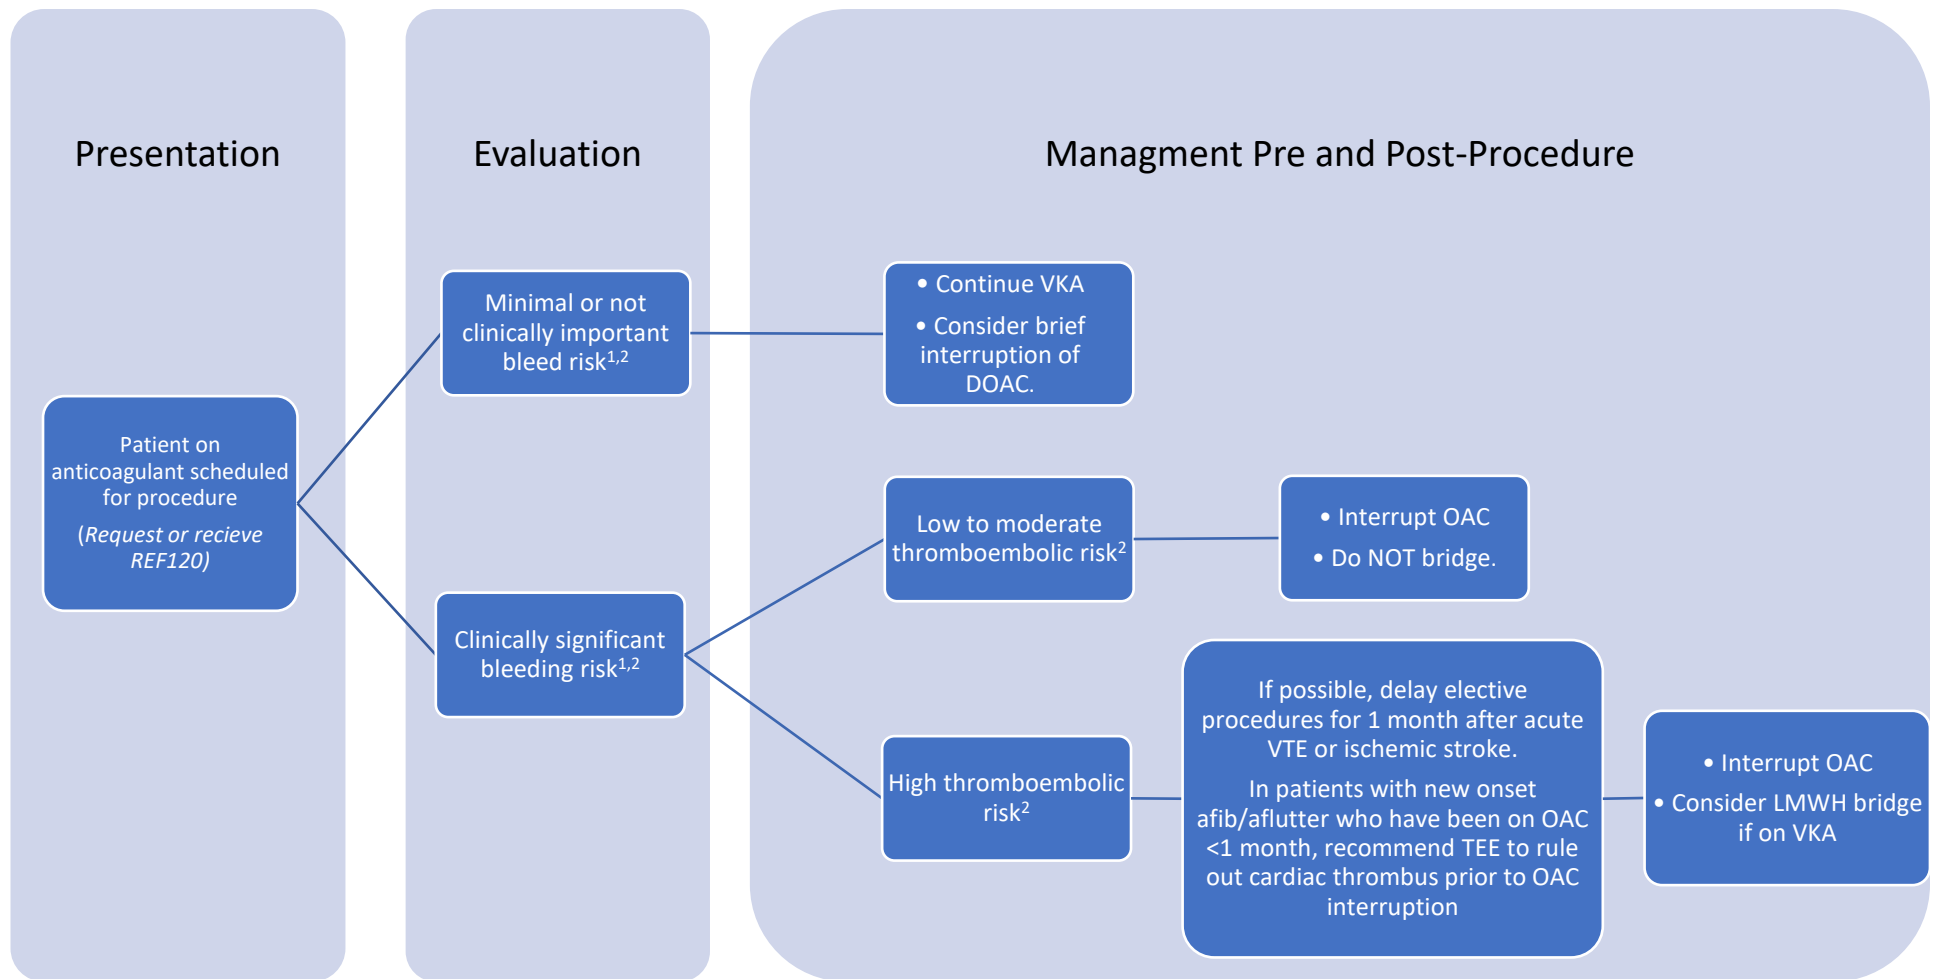 Presentation
Evaluation
Managment Pre and Post-Procedure
Patient on
anticoagulant scheduled
for procedure
(Request or recieve
REF120)
Minimal or not
clinically important
bleed risk1,2
• Continue VKA
• Consider brief
interruption of
DOAC.
Clinically significant
bleeding risk1,2
Low to moderate
thromboembolic risk2
• Interrupt OAC
• Do NOT bridge.
High thromboembolic
risk2
If possible, delay elective
procedures for 1 month after acute
VTE or ischemic stroke.
In patients with new onset
afib/aflutter who have been on OAC
<1 month, recommend TEE to rule
out cardiac thrombus prior to OAC
interruption
• Interrupt OAC
• Consider LMWH bridge
if on VKA